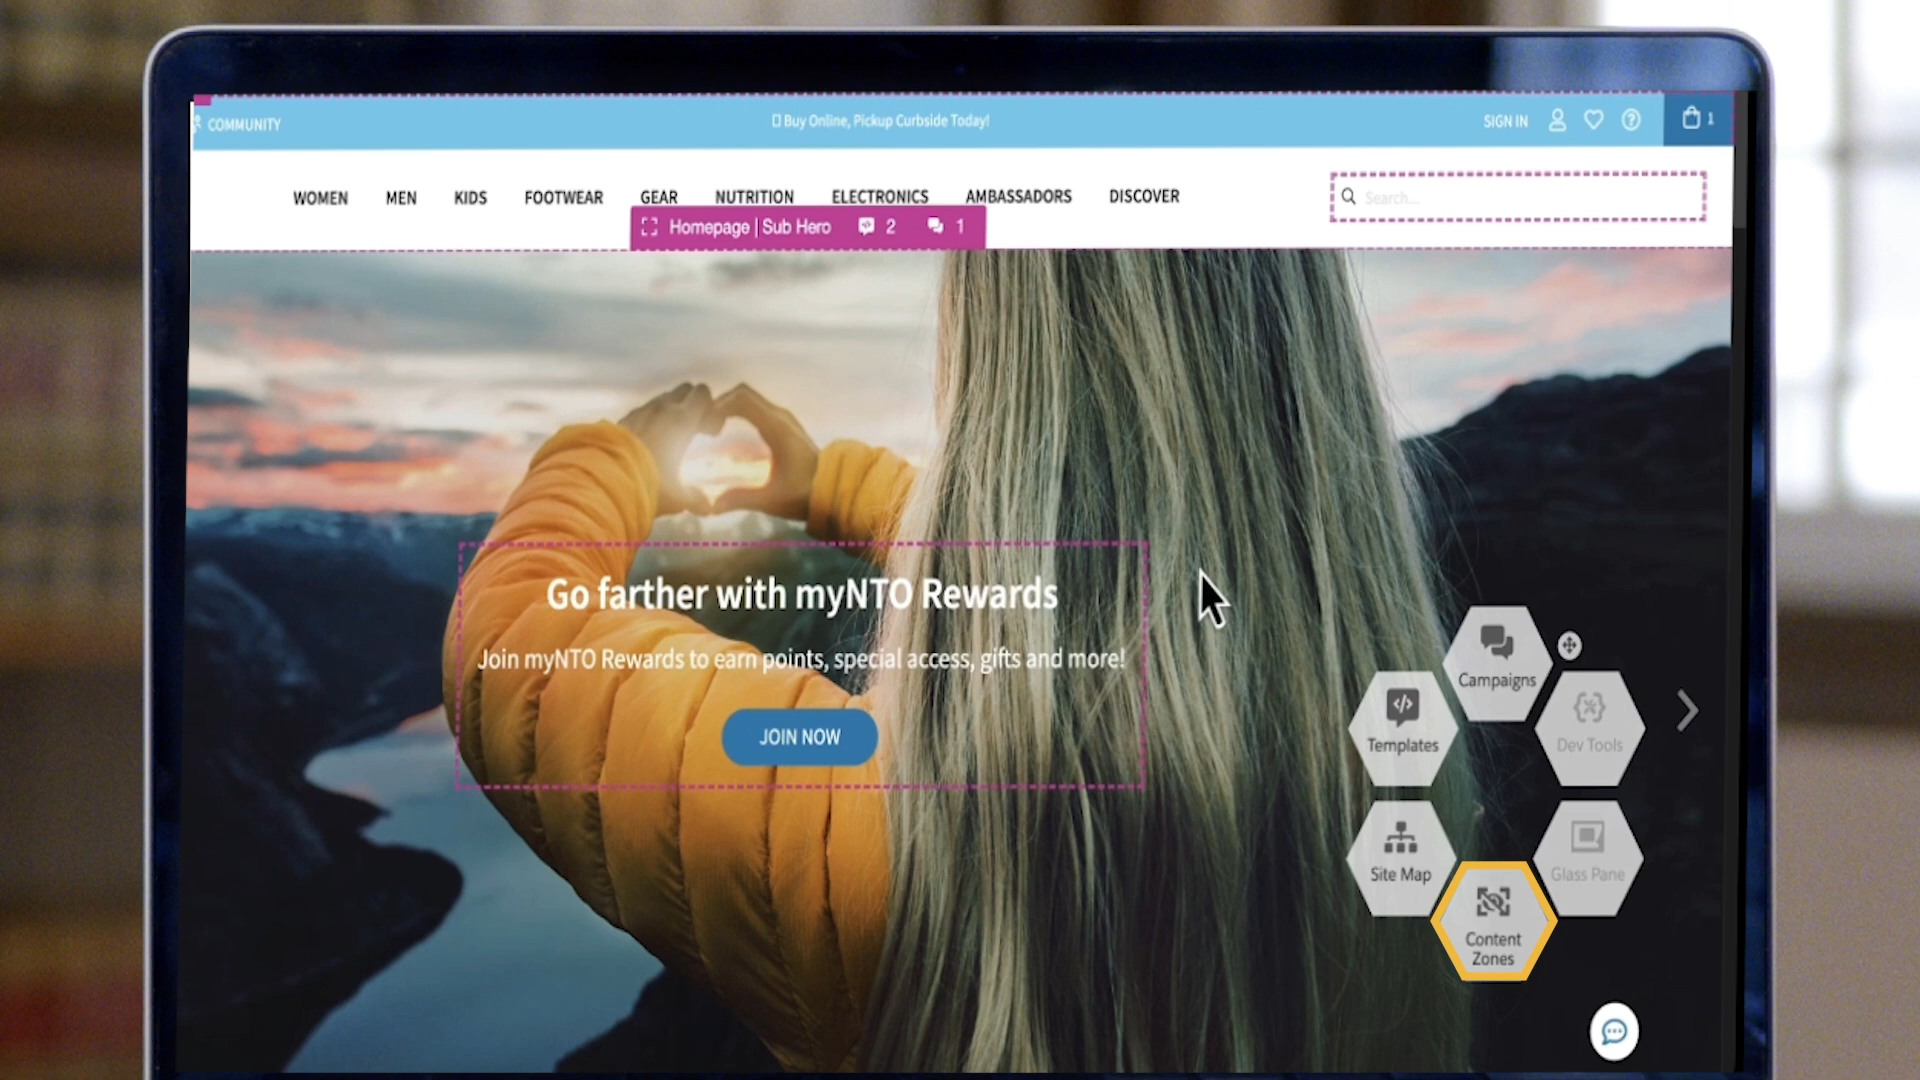 COMMUNITY
Buy Online, Pickup Curbside Today!
SIGN IN
1
WOMEN MEN KIDS FOOTWEAR GEAR NUTRITION ELECTRONICS AMBASSADORS DISCOVER
Search...
Homepage | Sub Hero 2 1
Go farther with myNTO Rewards
Join myNTO Rewards to earn points, special access, gifts and more!
JOIN NOW
Campaigns
Templates
Dev Tools
Site Map
Glass Pane
Content
Zones